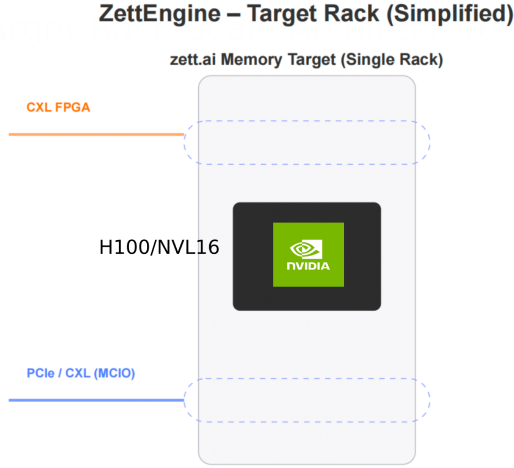 ZettEngine – Target Rack (Simplified)
zett.ai Memory Target (Single Rack)
CXL FPGA
H100/NVL16
NVIDIA
PCIe / CXL (MCIO)